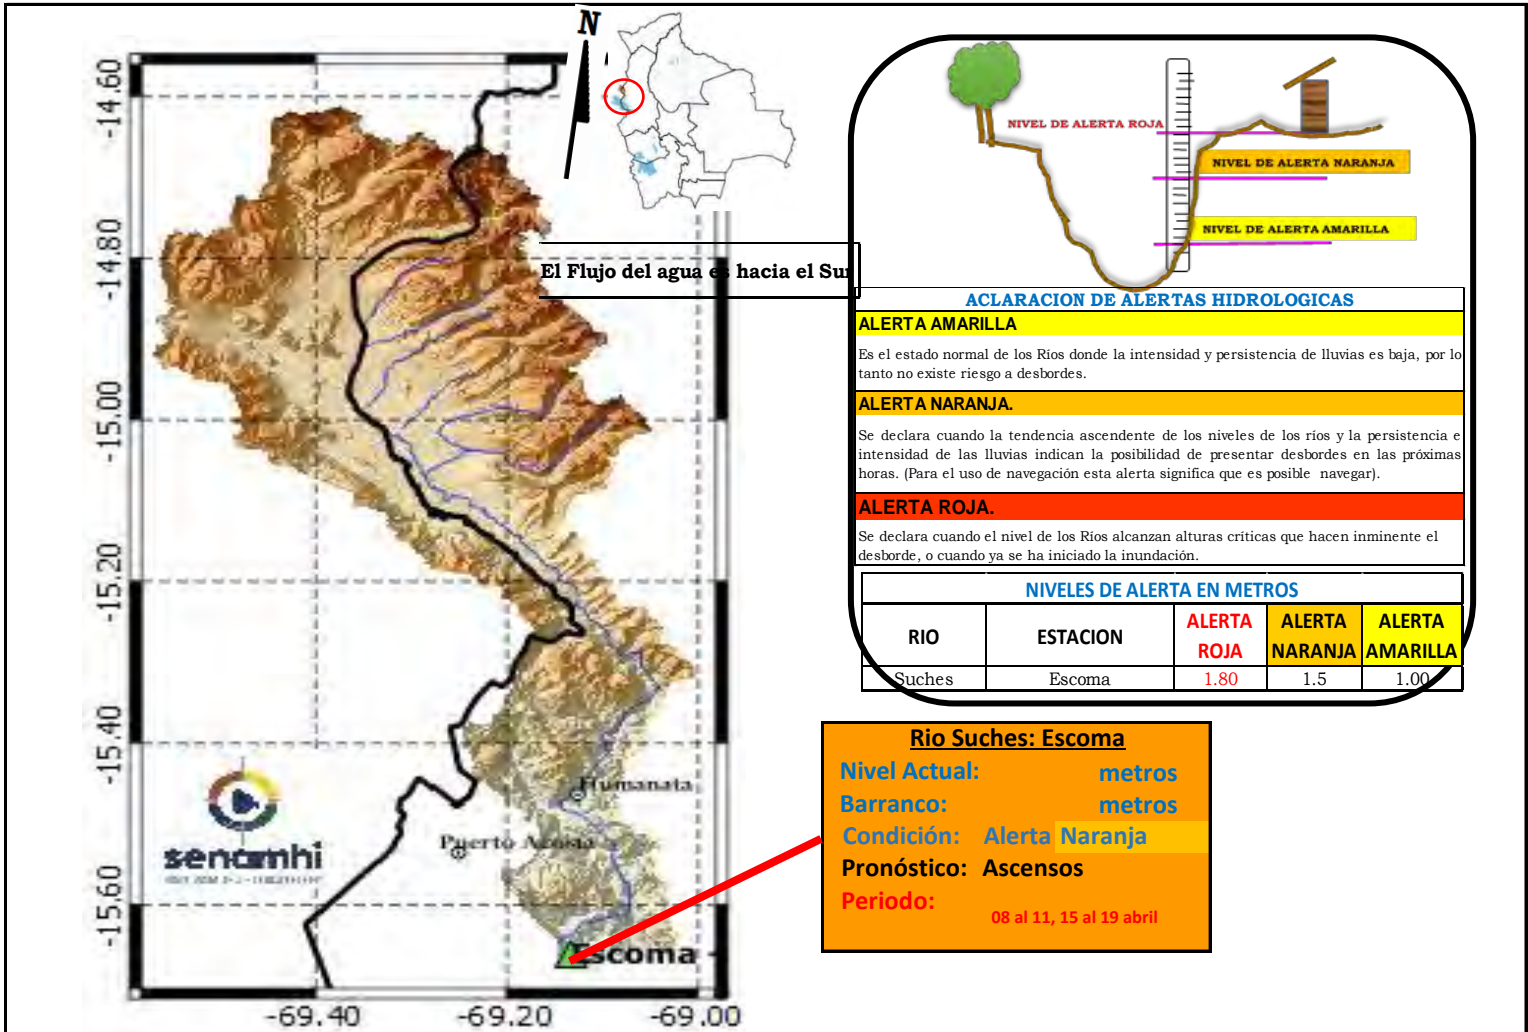 N
-14.60
-14.80
-15.00
-15.20
-15.40
-15.60
-69.40
-69.20
-69.00
El Flujo del agua es hacia el Sur
Humanata
Puerto Acosta
Escoma
senamhi
NIVEL DE ALERTA ROJA
NIVEL DE ALERTA NARANJA
NIVEL DE ALERTA AMARILLA
ACLARACION DE ALERTAS HIDROLOGICAS
ALERTA AMARILLA
Es el estado normal de los Ríos donde la intensidad y persistencia de lluvias es baja, por lo
tanto no existe riesgo a desbordes.
ALERTA NARANJA.
Se declara cuando la tendencia ascendente de los niveles de los ríos y la persistencia e
intensidad de las lluvias indican la posibilidad de presentar desbordes en las próximas
horas. (Para el uso de navegación esta alerta significa que es posible navegar).
ALERTA ROJA.
Se declara cuando el nivel de los Ríos alcanzan alturas críticas que hacen inminente el
desborde, o cuando ya se ha iniciado la inundación.
NIVELES DE ALERTA EN METROS
RIO ESTACION ALERTA ROJA ALERTA NARANJA ALERTA AMARILLA
Suches Escoma 1.80 1.5 1.00
Rio Suches: Escoma
Nivel Actual: metros
Barranco: metros
Condición: Alerta Naranja
Pronóstico: Ascensos
Periodo:
08 al 11, 15 al 19 abril